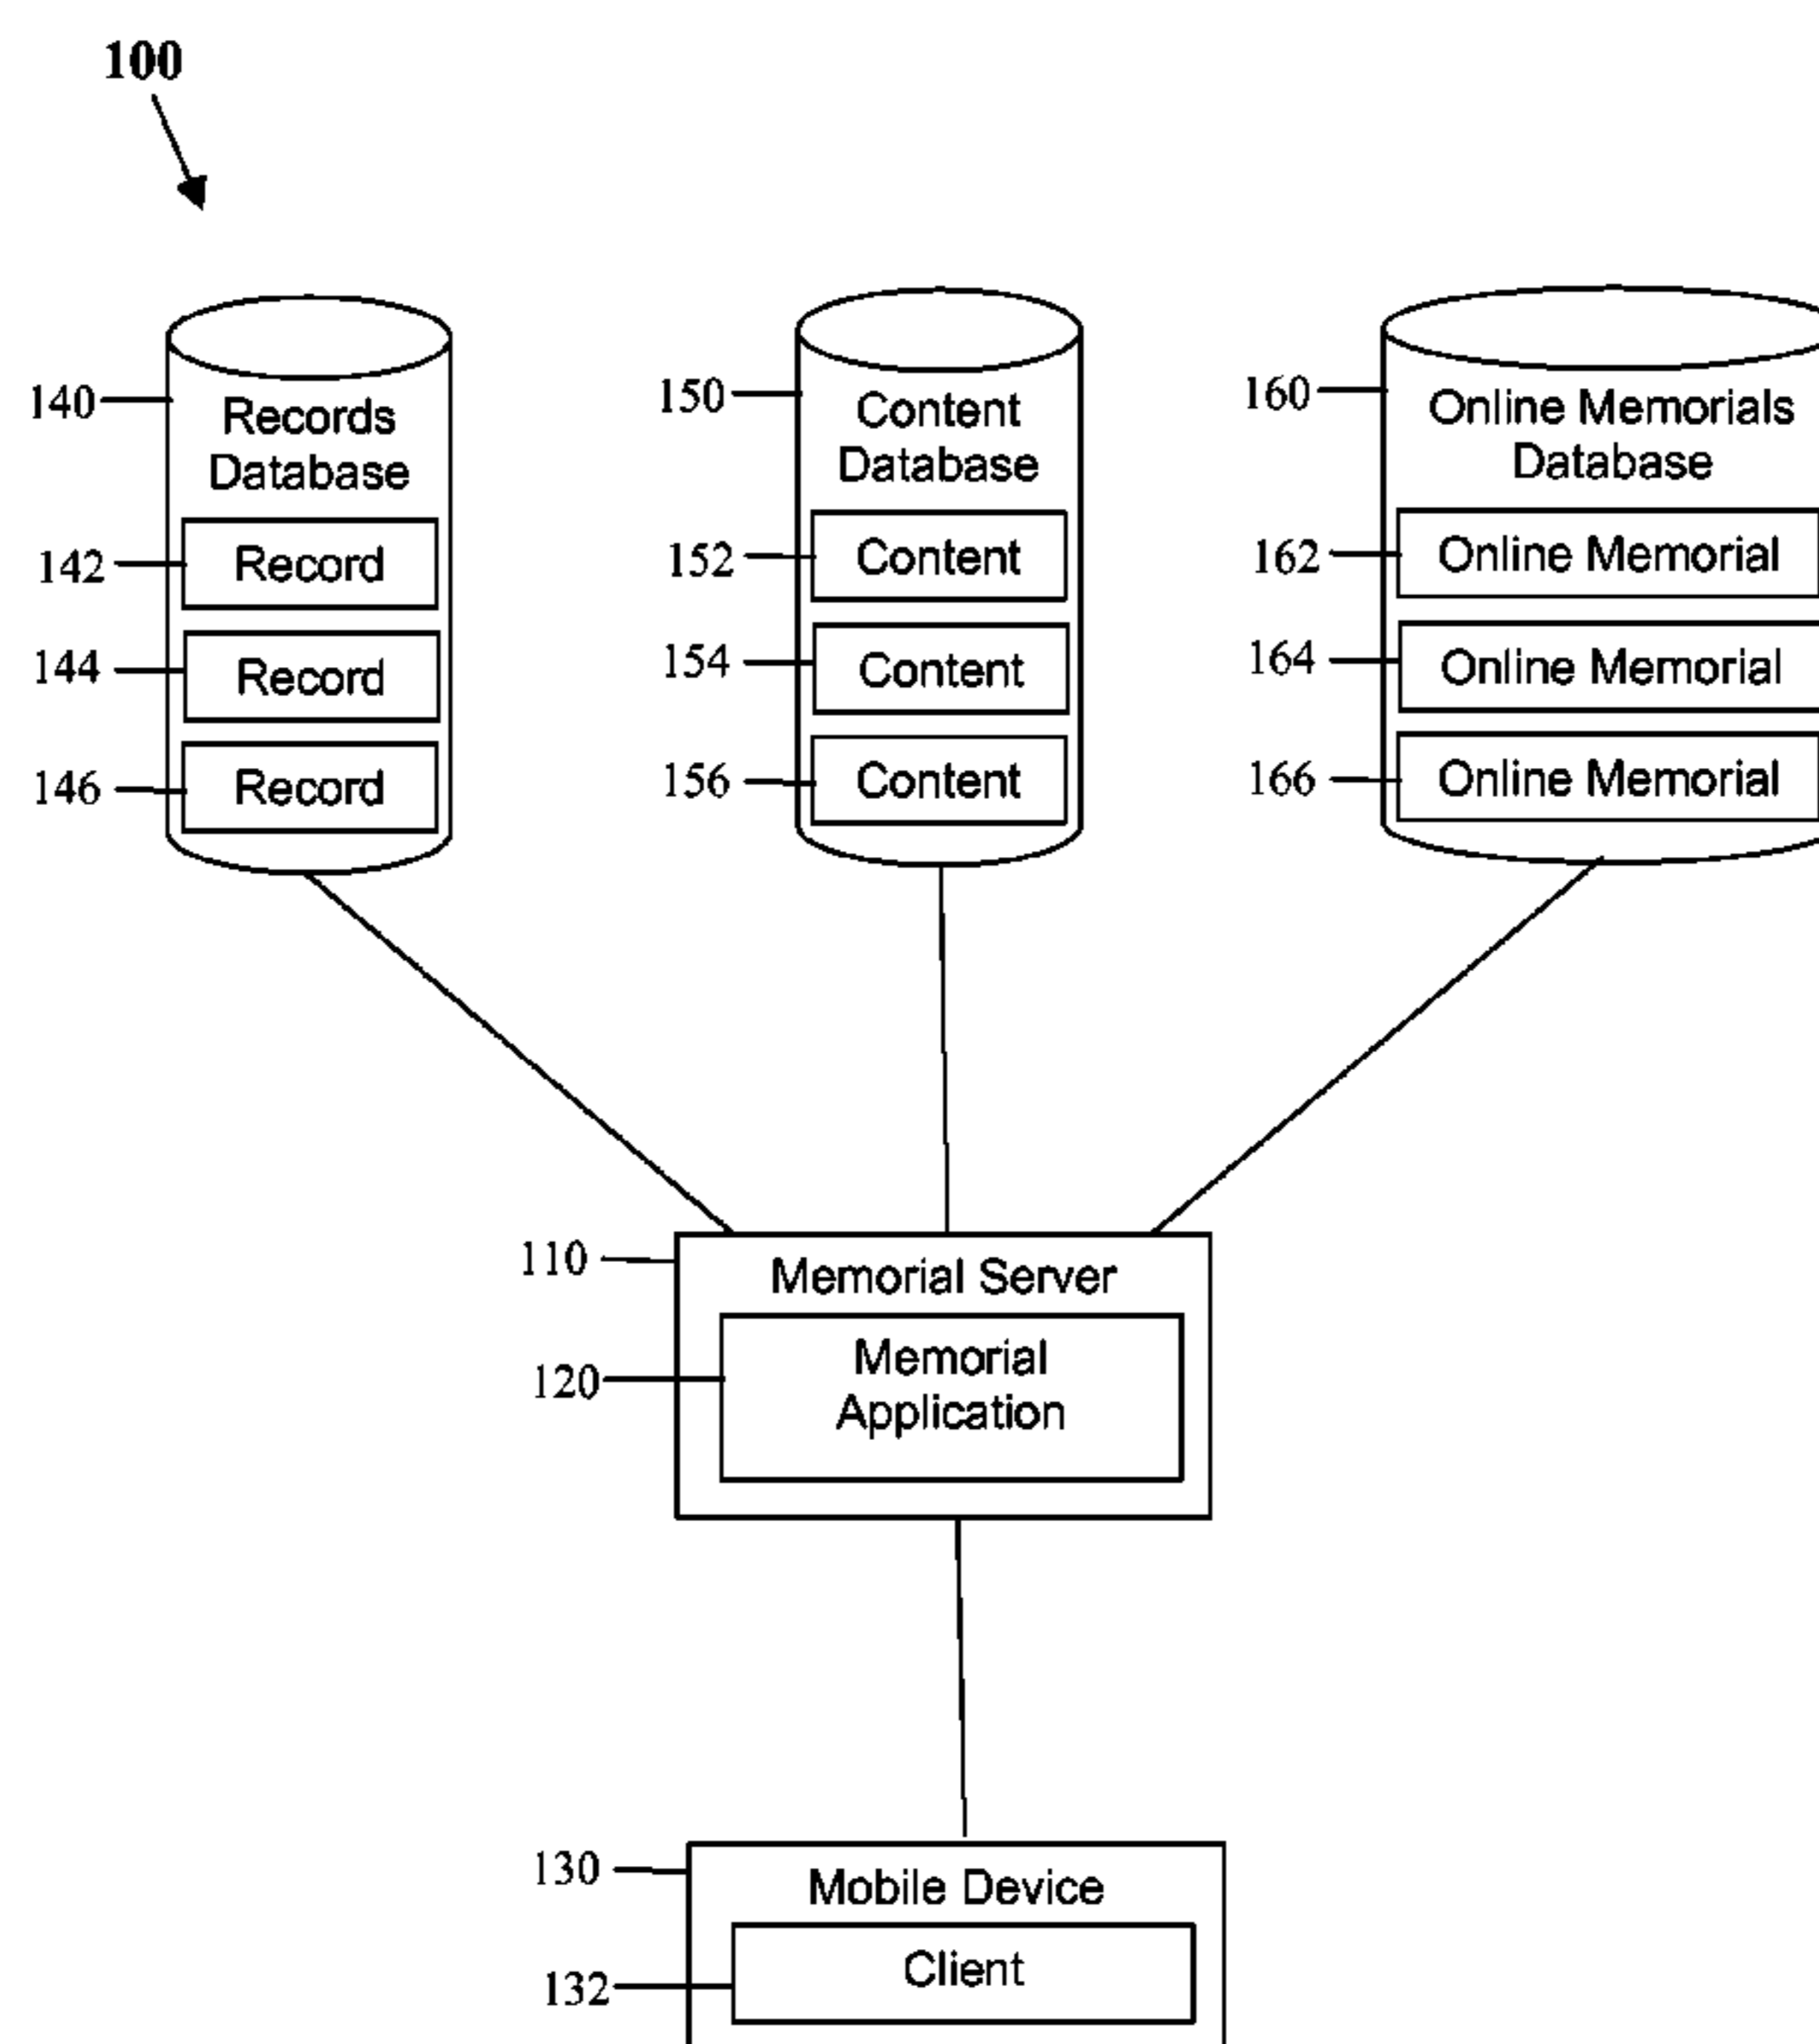 100
140
Records
Database
142
Record
144
Record
146
Record
150
Content
Database
152
Content
154
Content
156
Content
160
Online Memorials
Database
162
Online Memorial
164
Online Memorial
166
Online Memorial
110
Memorial Server
120
Memorial
Application
130
Mobile Device
132
Client